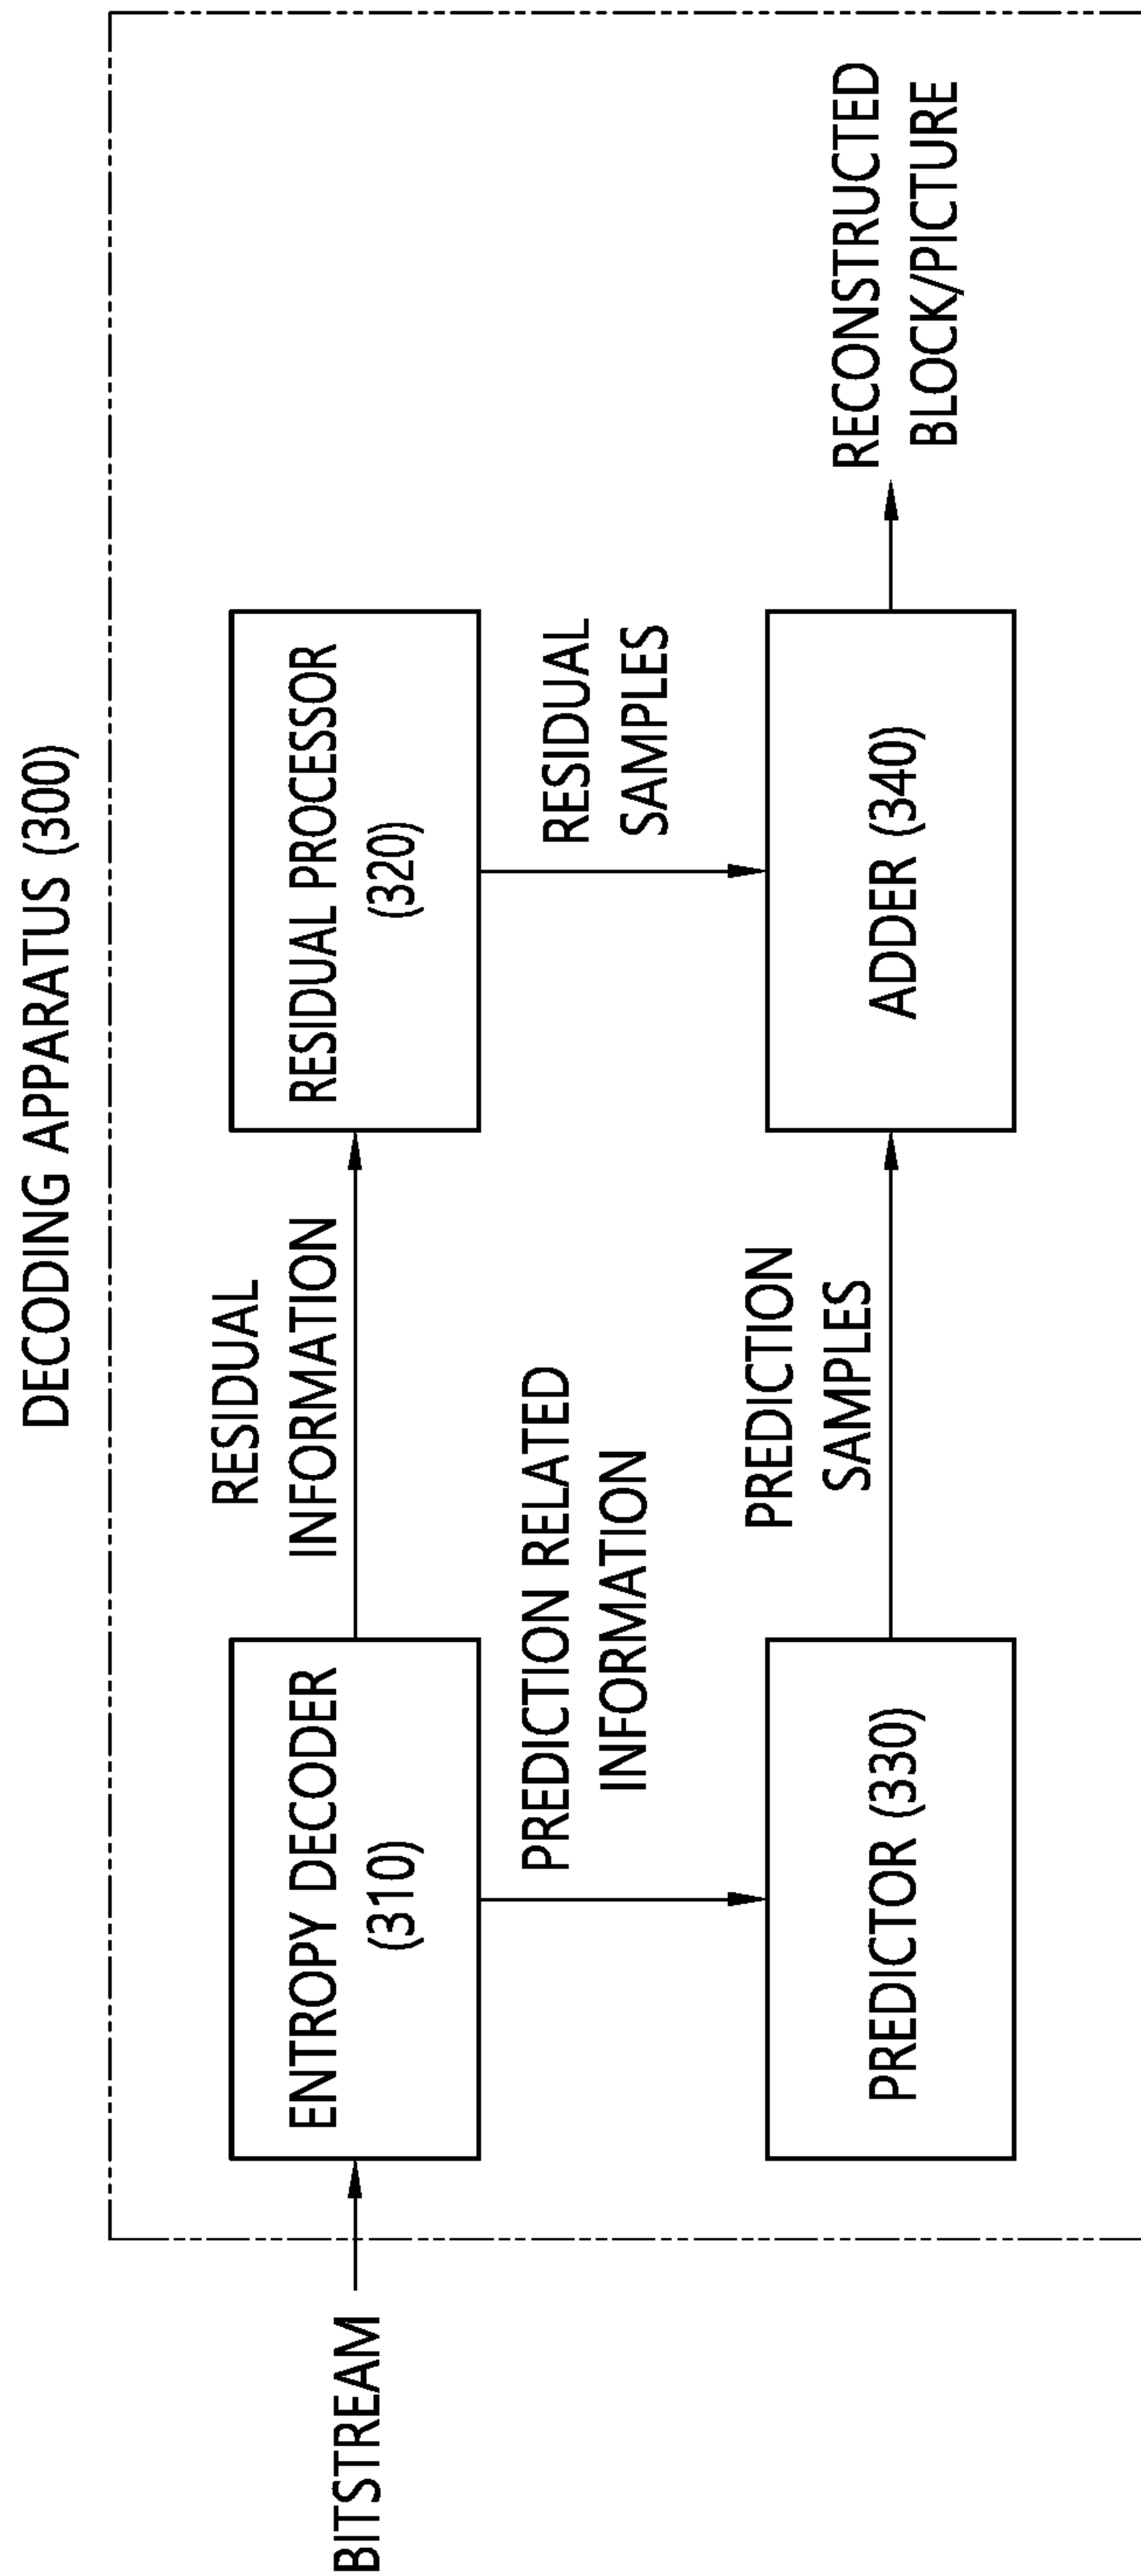 DECODING APPARATUS (300)
BITSTREAM
ENTROPY DECODER
(310)
RESIDUAL
INFORMATION
RESIDUAL PROCESSOR
(320)
PREDICTION RELATED
INFORMATION
RESIDUAL
SAMPLES
PREDICTOR (330)
PREDICTION
SAMPLES
ADDER (340)
RECONSTRUCTED
BLOCK/PICTURE